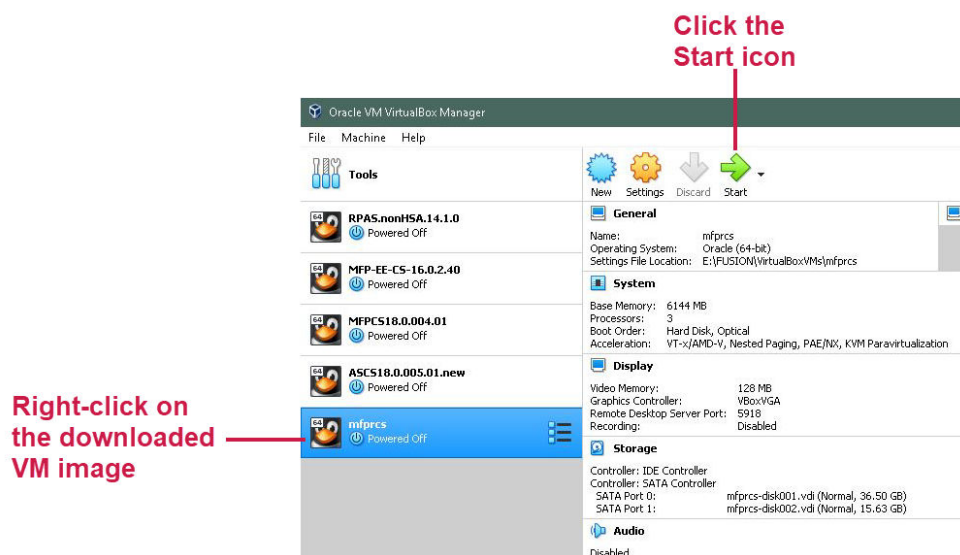 Click the
Start icon
Oracle VM VirtualBox Manager
File Machine Help
Tools
New Settings Discard Start
64
RPAS.nonHSA.14.1.0
Powered Off
64
MFP-EE-CS-16.0.2.40
Powered Off
64
MFPCS18.0.004.01
Powered Off
64
ASCS18.0.005.01.new
Powered Off
64
mfprcs
Powered Off
Right-click on
the downloaded
VM image
General
Name: mfprcs
Operating System: Oracle (64-bit)
Settings File Location: E:\FUSION\VirtualBoxVMs\mfprcs
System
Base Memory: 6144 MB
Processors: 3
Boot Order: Hard Disk, Optical
Acceleration: VT-x/AMD-V, Nested Paging, PAE/NX, KVM Paravirtualization
Display
Video Memory: 128 MB
Graphics Controller: VBoxVGA
Remote Desktop Server Port: 5918
Recording: Disabled
Storage
Controller: IDE Controller
Controller: SATA Controller
SATA Port 0: mfprcs-disk001.vdi (Normal, 36.50 GB)
SATA Port 1: mfprcs-disk002.vdi (Normal, 15.63 GB)
Audio
Disabled